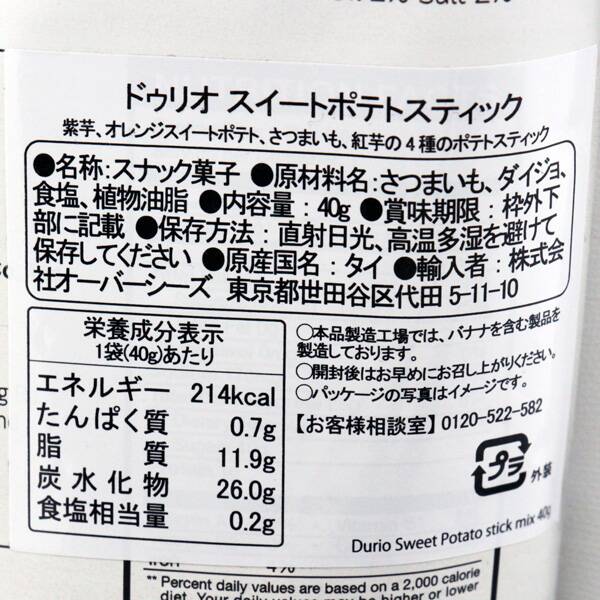 2% Salt 2%
ドゥリオ スイートポテトスティック
紫芋、オレンジスイートポテト、さつまいも、紅芋の4種のポテトスティック
●名称：スナック菓子 ●原材料名：さつまいも、ダイジョ、
食塩、植物油脂 ●内容量：40g ●賞味期限：枠外下
部に記載 ●保存方法：直射日光、高温多湿を避けて
保存してください ●原産国名：タイ ●輸入者：株式会
社オーバーシーズ 東京都世田谷区代田 5-11-10
栄養成分表示
1袋(40g)あたり
エネルギー 214kcal
たんぱく質 0.7g
脂 質 11.9g
炭水化物 26.0g
食塩相当量 0.2g
○本品製造工場では、バナナを含む製品を
製造しております。
○開封後はお早めにお召し上がりください。
○パッケージの写真はイメージです。
【お客様相談室】0120-522-582
プラ
外装
Durio Sweet Potato stick mix 40g
4%
** Percent daily values are based on a 2,000 calorie
diet. Your daily values may be higher or lower